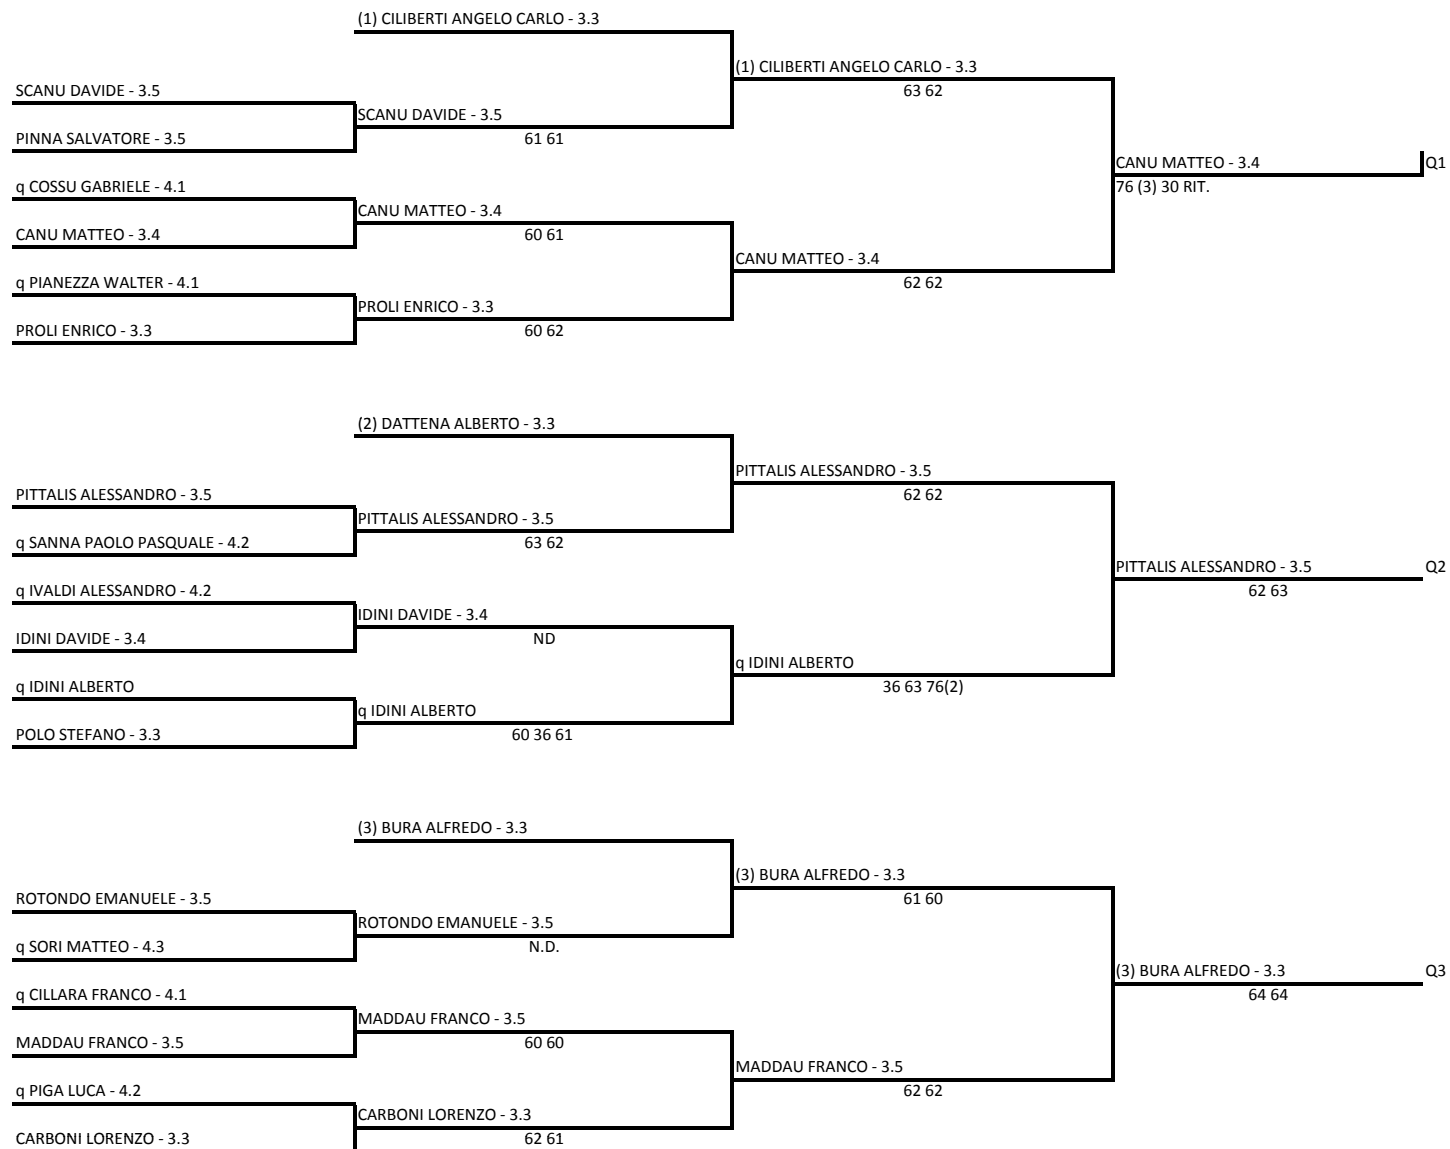 (1) CILIBERTI ANGELO CARLO - 3.3
(1) CILIBERTI ANGELO CARLO - 3.3
SCANU DAVIDE - 3.5
63 62
SCANU DAVIDE - 3.5
PINNA SALVATORE - 3.5
61 61
CANU MATTEO - 3.4
Q1
q COSSU GABRIELE - 4.1
76 (3) 30 RIT.
CANU MATTEO - 3.4
CANU MATTEO - 3.4
60 61
CANU MATTEO - 3.4
q PIANEZZA WALTER - 4.1
62 62
PROLI ENRICO - 3.3
PROLI ENRICO - 3.3
60 62
(2) DATTENA ALBERTO - 3.3
PITTALIS ALESSANDRO - 3.5
PITTALIS ALESSANDRO - 3.5
62 62
PITTALIS ALESSANDRO - 3.5
q SANNA PAOLO PASQUALE - 4.2
63 62
PITTALIS ALESSANDRO - 3.5
Q2
q IVALDI ALESSANDRO - 4.2
62 63
IDINI DAVIDE - 3.4
IDINI DAVIDE - 3.4
ND
q IDINI ALBERTO
q IDINI ALBERTO
36 63 76(2)
q IDINI ALBERTO
POLO STEFANO - 3.3
60 36 61
(3) BURA ALFREDO - 3.3
(3) BURA ALFREDO - 3.3
ROTONDO EMANUELE - 3.5
61 60
ROTONDO EMANUELE - 3.5
q SORI MATTEO - 4.3
N.D.
(3) BURA ALFREDO - 3.3
Q3
q CILLARA FRANCO - 4.1
64 64
MADDAU FRANCO - 3.5
MADDAU FRANCO - 3.5
60 60
MADDAU FRANCO - 3.5
q PIGA LUCA - 4.2
62 62
CARBONI LORENZO - 3.3
CARBONI LORENZO - 3.3
62 61